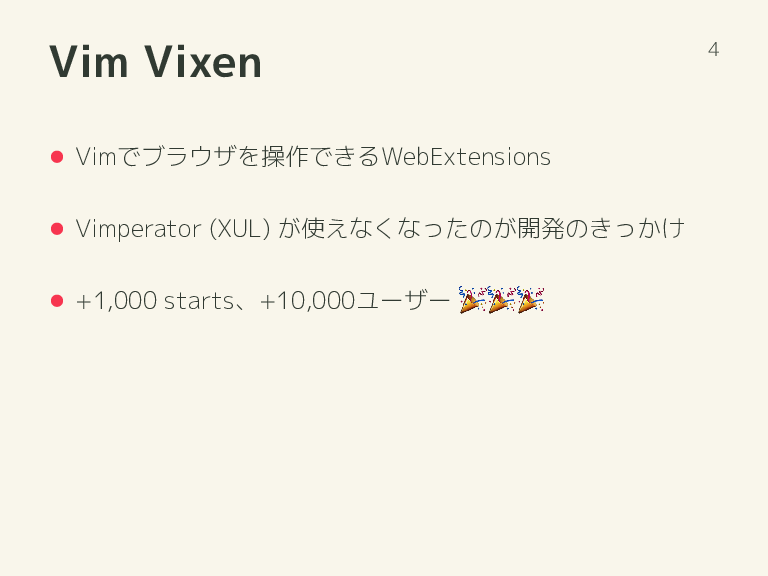 Vim Vixen
4
Vimでブラウザを操作できるWebExtensions
Vimperator (XUL) が使えなくなったのが開発のきっかけ
+1,000 starts、+10,000ユーザー 🎉🎉🎉